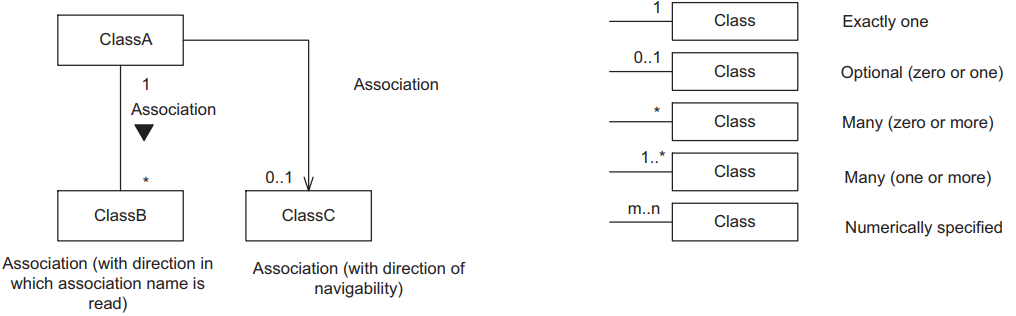 ClassA
1
Association
*
ClassB
Association (with direction in
which association name is
read)
Association
0..1
ClassC
Association (with direction of
navigability)
1
Class
Exactly one
0..1
Class
Optional (zero or one)
*
Class
Many (zero or more)
1..*
Class
Many (one or more)
m..n
Class
Numerically specified